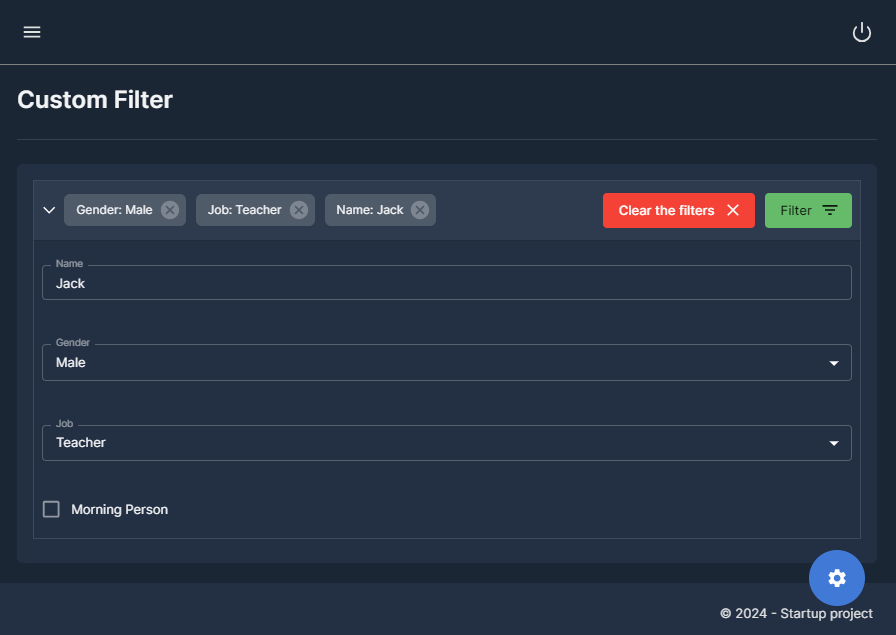 Custom Filter
Gender: Male Job: Teacher Name: Jack Clear the filters Filter
Name
Jack
Gender
Male
Job
Teacher
Morning Person
© 2024 - Startup project